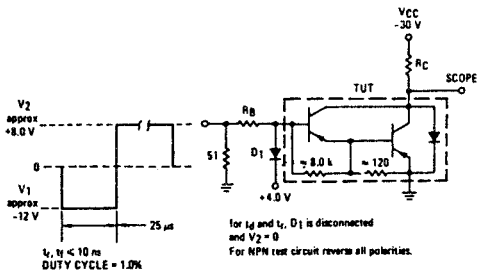 VCC
-30 V
RC
SCOPE
TUT
V2
approx
+8.0 V
0
V1
approx
-12 V
25 μs
tr, tf < 10 ns
DUTY CYCLE = 1.0%
RB
51
D1
+4.0 V
≈ 8.0 k
≈ 120
for td and tr, D1 is disconnected
and V2 = 0
For NPN test circuit reverse all polarities.